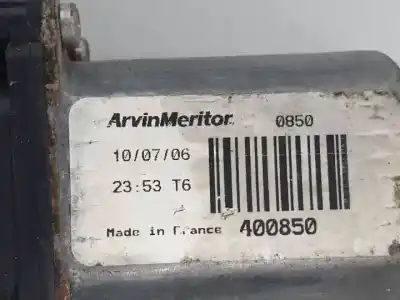 ArvinMeritor 0850
10/07/06
23:53 T6
Made in France 400850